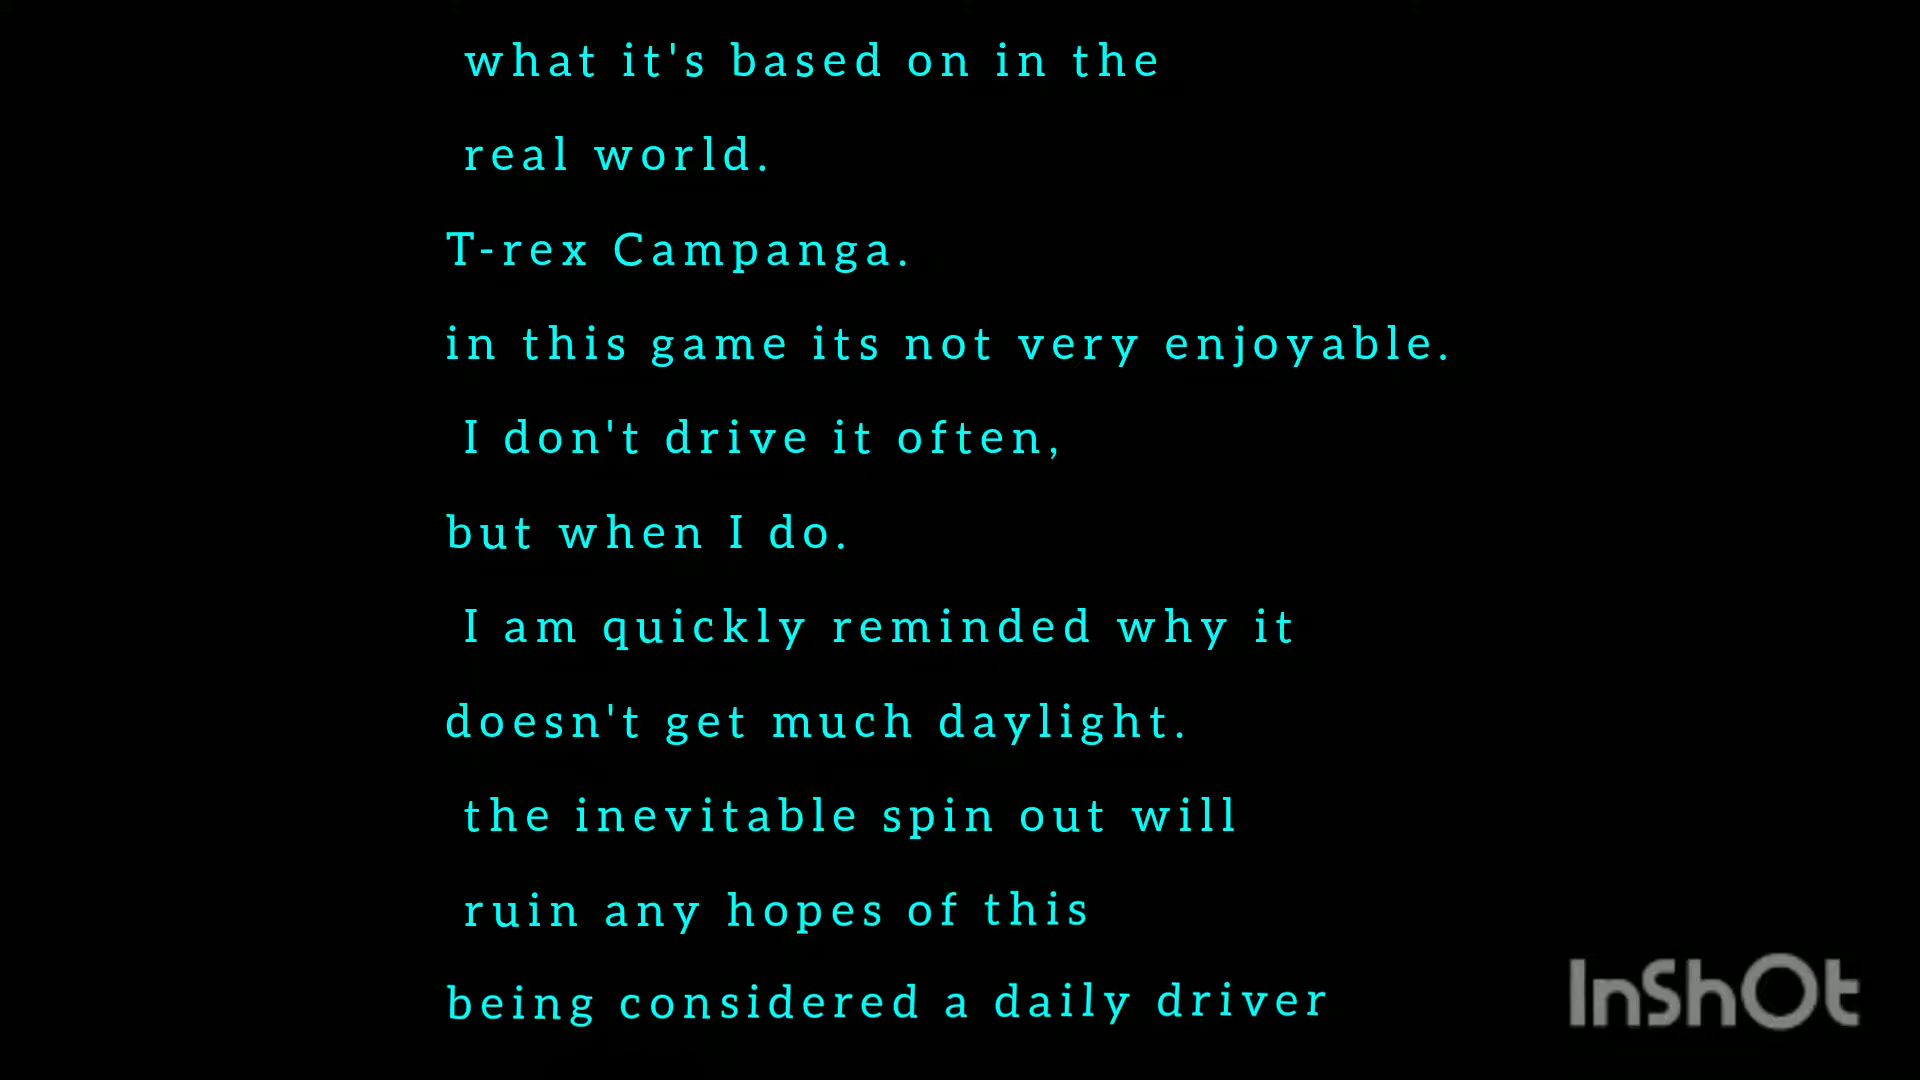 what it's based on in the
real world.
T-rex Campanga.
in this game its not very enjoyable.
I don't drive it often,
but when I do.
I am quickly reminded why it
doesn't get much daylight.
the inevitable spin out will
ruin any hopes of this
being considered a daily driver
InShOt